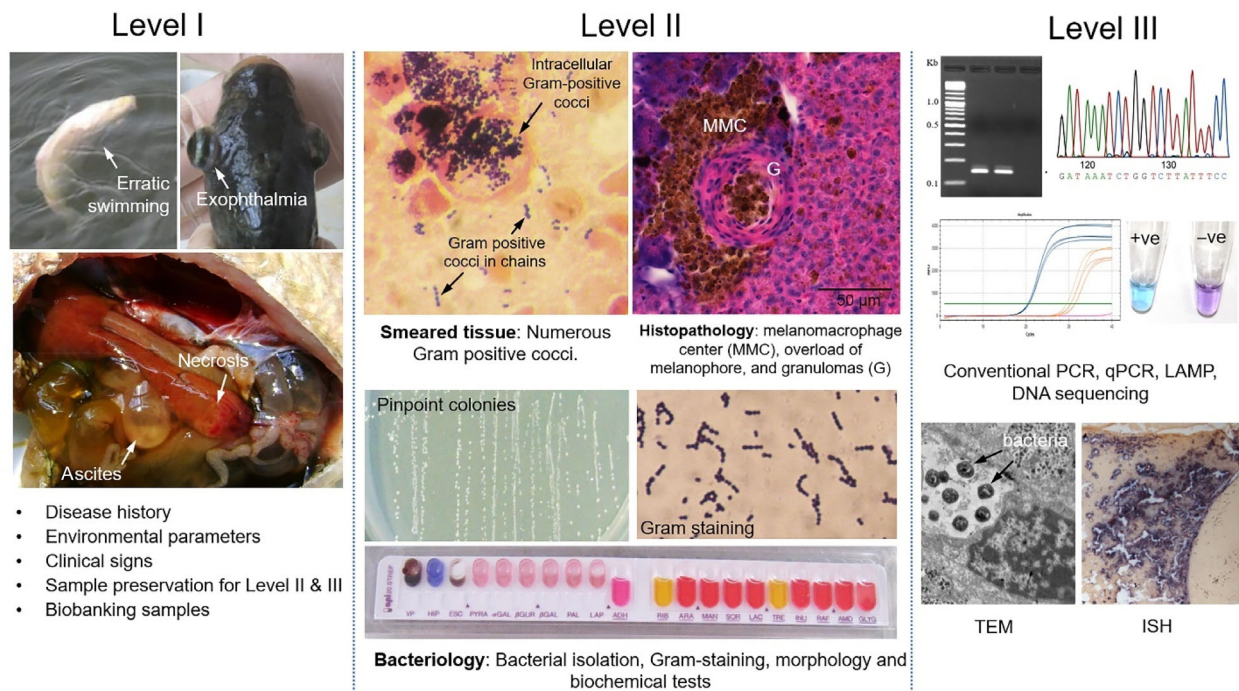 Level I
Erratic
swimming
Exophthalmia
Necrosis
Ascites
• Disease history
• Environmental parameters
• Clinical signs
• Sample preservation for Level II & III
• Biobanking samples
Level II
Intracellular
Gram-positive
cocci
Gram positive
cocci in chains
Smeared tissue: Numerous
Gram positive cocci.
MMC
G
50 µm
Histopathology: melanomacrophage
center (MMC), overload of
melanophore, and granulomas (G)
Pinpoint colonies
Gram staining
api 20 STREP
VP HIP ESC PYRA αGAL βGUR βGAL PAL LAP ADH RIB ARA MAN SOR LAC TRE INU RAF AMD GLYG
Bacteriology: Bacterial isolation, Gram-staining, morphology and
biochemical tests
Level III
Kb
1.0
0.5
0.1
120 130
GATAAATCTGGTCTTATTTCC
+ve –ve
Conventional PCR, qPCR, LAMP,
DNA sequencing
bacteria
TEM
ISH